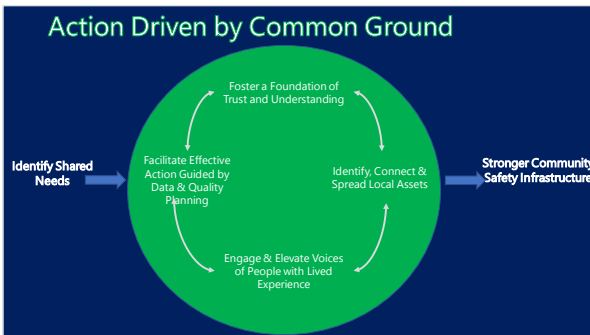 Action Driven by Common Ground
Foster a Foundation of
Trust and Understanding
Identify Shared
Needs
Facilitate Effective
Action Guided by
Data & Quality
Planning
Identify, Connect &
Spread Local Assets
Stronger Community
Safety Infrastructure
Engage & Elevate Voices
of People with Lived
Experience